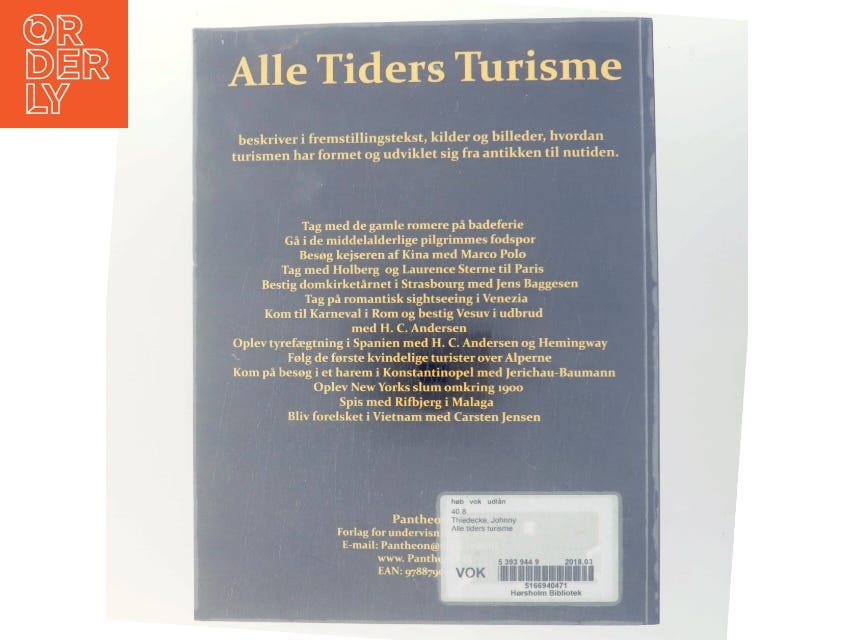 OR
DER
LY
Alle Tiders Turisme
beskriver i fremstillingstekst, kilder og billeder, hvordan
turismen har formet og udviklet sig fra antikken til nutiden.
Tag med de gamle romere på badeferie
Gå i de middelalderlige pilgrimmes fodspor
Besøg kejseren af Kina med Marco Polo
Tag med Holberg og Laurence Sterne til Paris
Bestig domkirketårnet i Strasbourg med Jens Baggesen
Tag på romantisk sightseeing i Venezia
Kom til Karneval i Rom og bestig Vesuv i udbrud
med H. C. Andersen
Oplev tyrefægtning i Spanien med H. C. Andersen og Hemingway
Følg de første kvindelige turister over Alperne
Kom på besøg i et harem i Konstantinopel med Jerichau-Baumann
Oplev New Yorks slum omkring 1900
Spis med Rifbjerg i Malaga
Bliv forelsket i Vietnam med Carsten Jensen
Pantheo
Forlag for undervisn
E-mail: Pantheon@
www. Panthe
EAN: 978879
høb vok udlån
40.8
Thiedecke, Johnny
Alle tiders turisme
5 393 944 9 2018.03
VOK
5166940471
Hørsholm Bibliotek